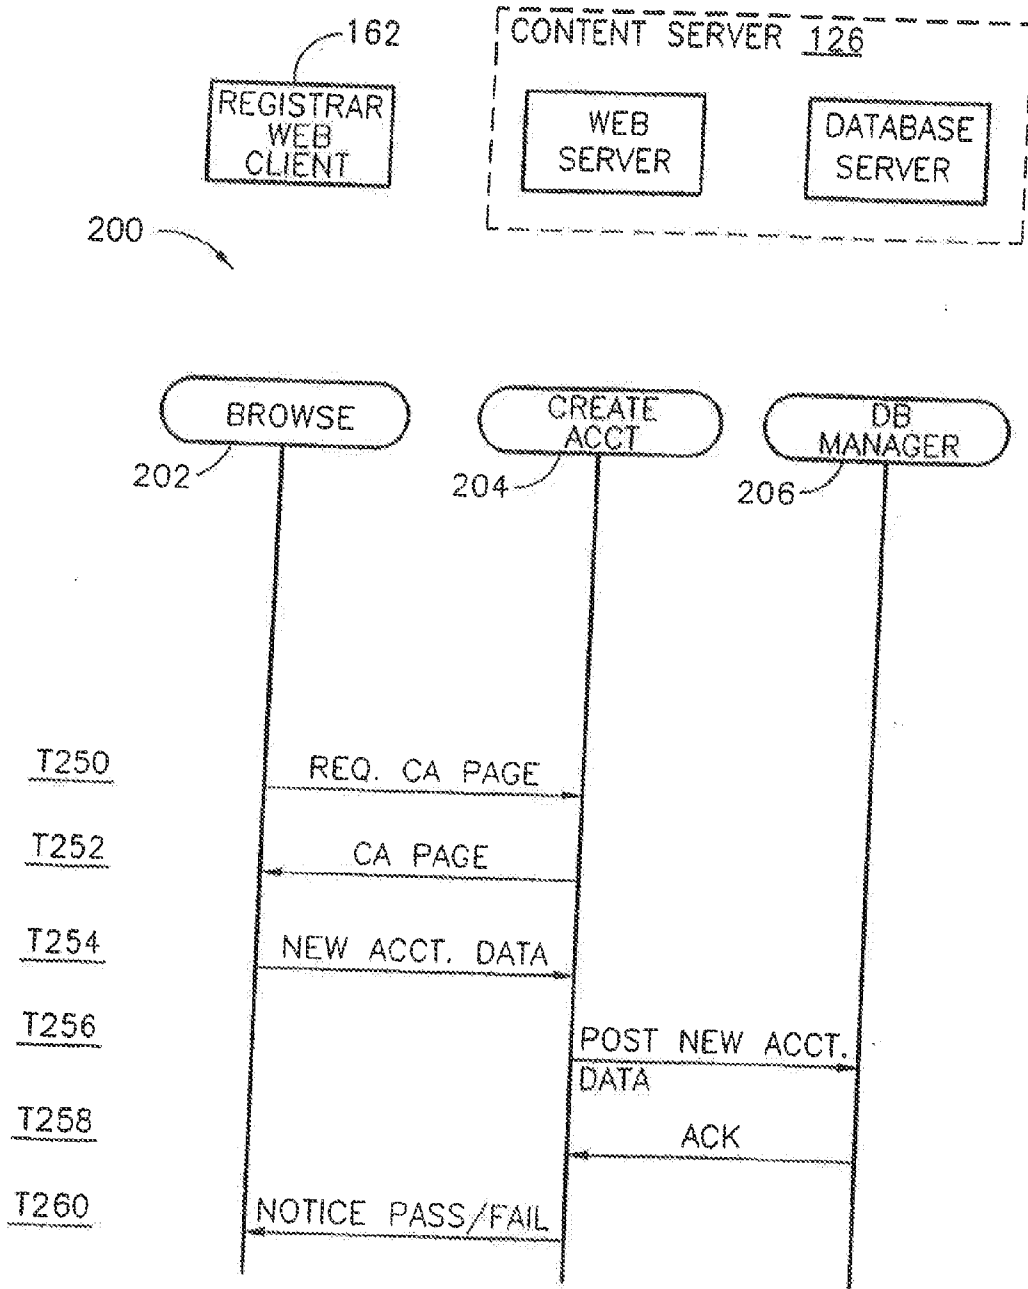 162
CONTENT SERVER 126
REGISTRAR
WEB
CLIENT
WEB
SERVER
DATABASE
SERVER
200
BROWSE
CREATE
ACCT
DB
MANAGER
202
204
206
T250
REQ. CA PAGE
T252
CA PAGE
T254
NEW ACCT. DATA
T256
POST NEW ACCT.
DATA
T258
ACK
T260
NOTICE PASS/FAIL